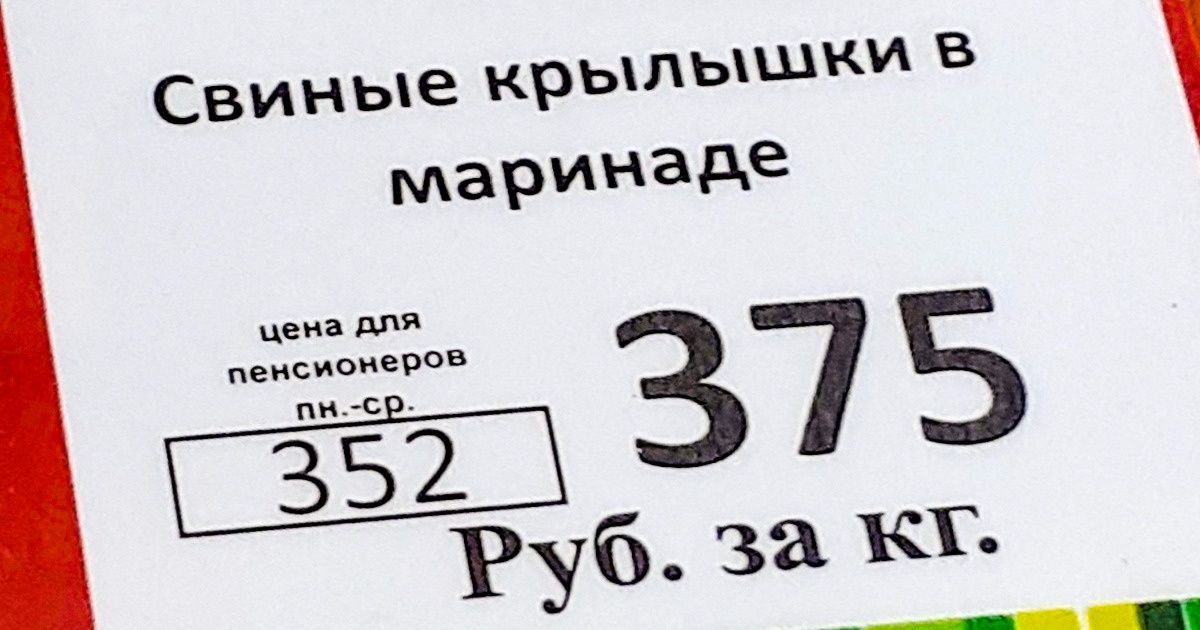 Свиные крылышки в
маринаде
цена для
пенсионеров
пн.-ср.
352
375
Руб. за кг.